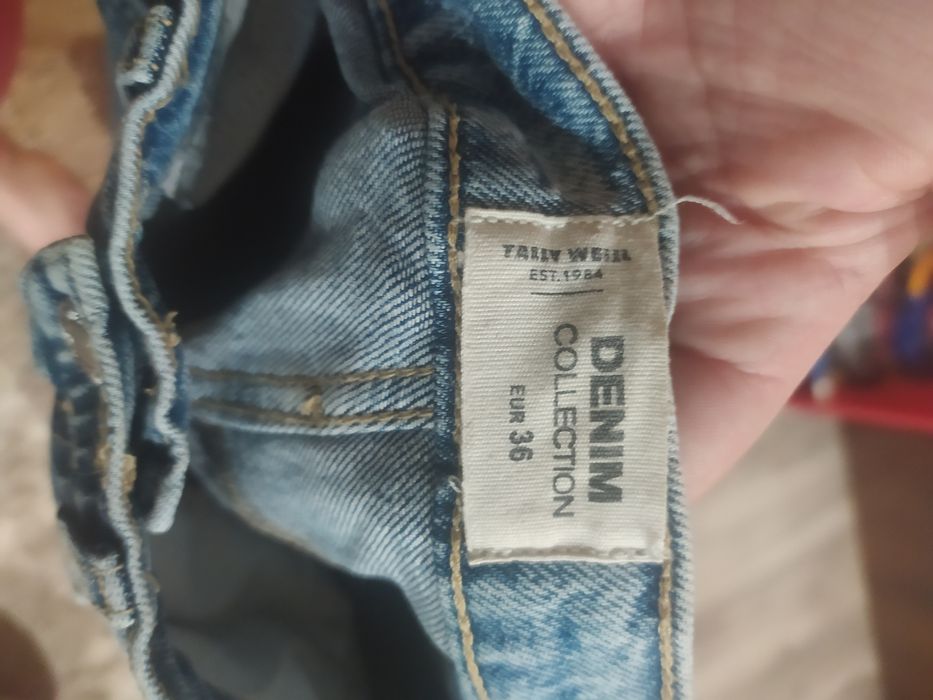 TALLY WEiJL
EST. 1984
DENIM
COLLECTION
EUR 36